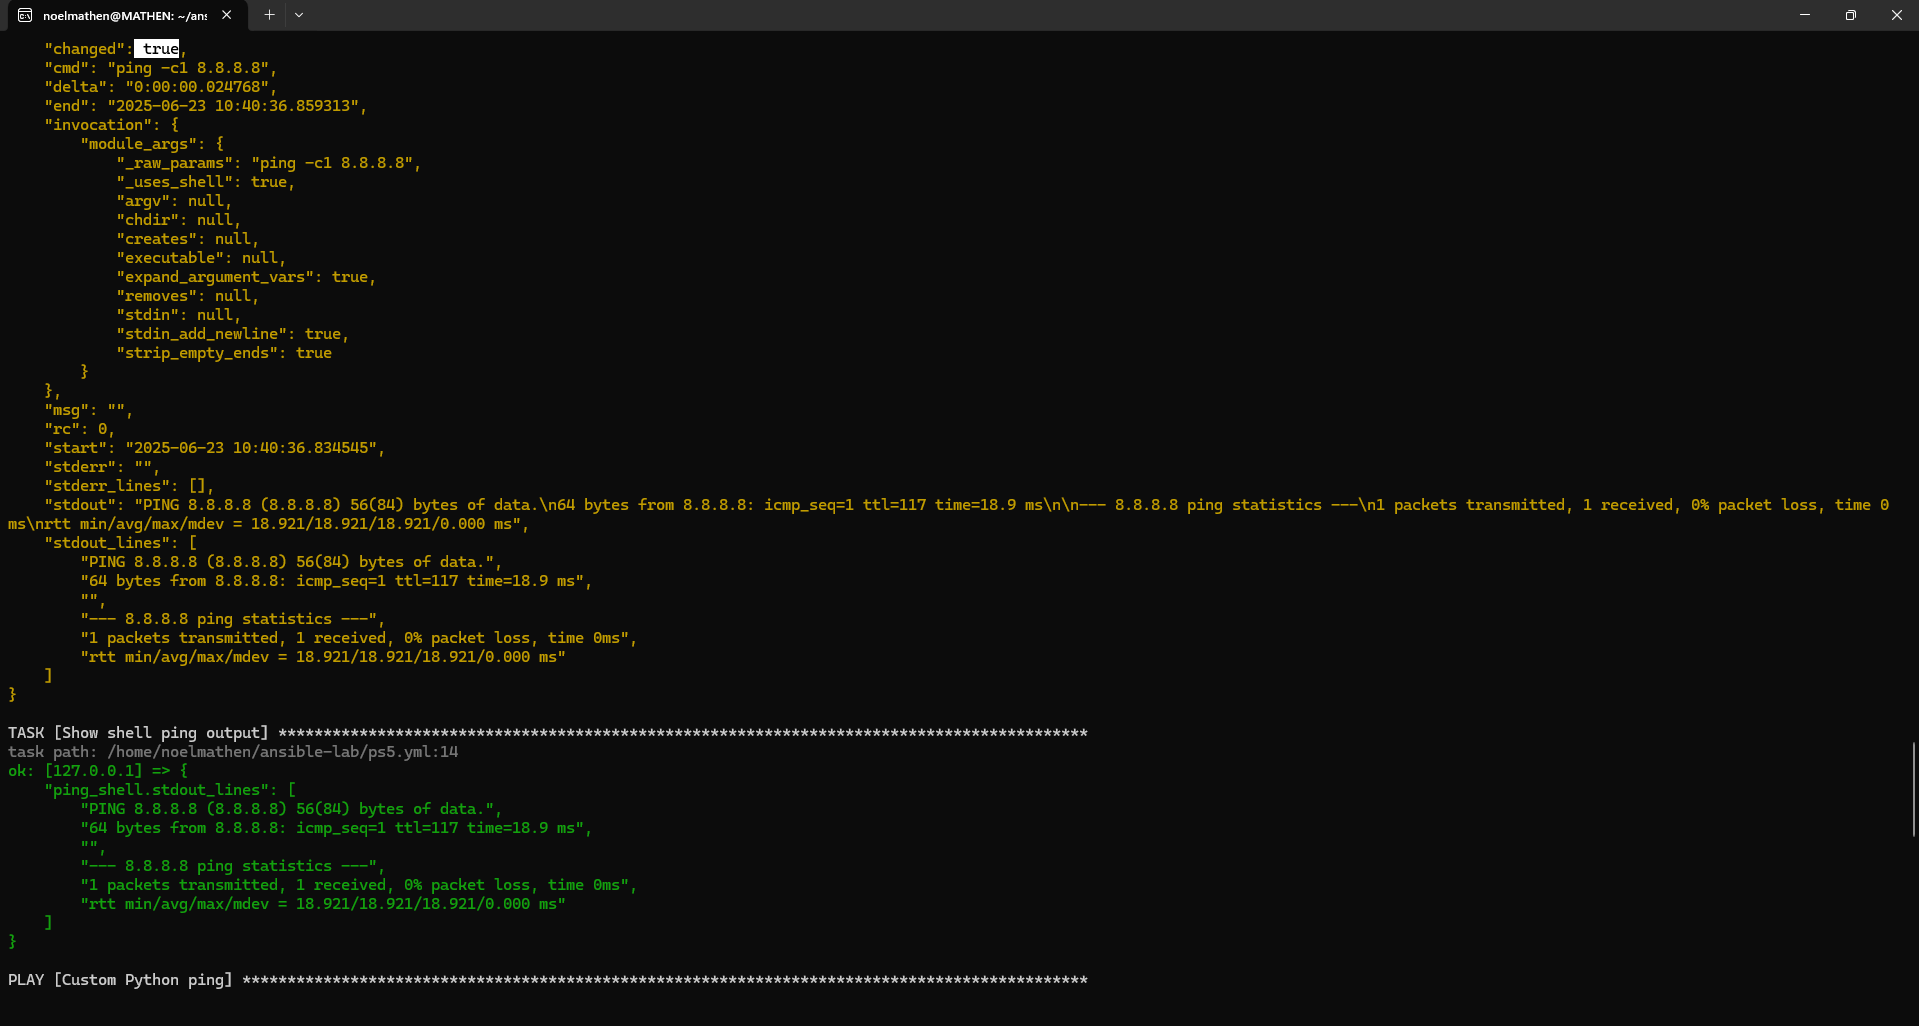 noelmathen@MATHEN: ~/ans
    "changed": true,
    "cmd": "ping -c1 8.8.8.8",
    "delta": "0:00:00.024768",
    "end": "2025-06-23 10:40:36.859313",
    "invocation": {
        "module_args": {
            "_raw_params": "ping -c1 8.8.8.8",
            "_uses_shell": true,
            "argv": null,
            "chdir": null,
            "creates": null,
            "executable": null,
            "expand_argument_vars": true,
            "removes": null,
            "stdin": null,
            "stdin_add_newline": true,
            "strip_empty_ends": true
        }
    },
    "msg": "",
    "rc": 0,
    "start": "2025-06-23 10:40:36.834545",
    "stderr": "",
    "stderr_lines": [],
    "stdout": "PING 8.8.8.8 (8.8.8.8) 56(84) bytes of data.\n64 bytes from 8.8.8.8: icmp_seq=1 ttl=117 time=18.9 ms\n\n--- 8.8.8.8 ping statistics ---\n1 packets transmitted, 1 received, 0% packet loss, time 0
ms\nrtt min/avg/max/mdev = 18.921/18.921/18.921/0.000 ms",
    "stdout_lines": [
        "PING 8.8.8.8 (8.8.8.8) 56(84) bytes of data.",
        "64 bytes from 8.8.8.8: icmp_seq=1 ttl=117 time=18.9 ms",
        "",
        "--- 8.8.8.8 ping statistics ---",
        "1 packets transmitted, 1 received, 0% packet loss, time 0ms",
        "rtt min/avg/max/mdev = 18.921/18.921/18.921/0.000 ms"
    ]
}
TASK [Show shell ping output] ******************************************************************************************
task path: /home/noelmathen/ansible-lab/ps5.yml:14
ok: [127.0.0.1] => {
    "ping_shell.stdout_lines": [
        "PING 8.8.8.8 (8.8.8.8) 56(84) bytes of data.",
        "64 bytes from 8.8.8.8: icmp_seq=1 ttl=117 time=18.9 ms",
        "",
        "--- 8.8.8.8 ping statistics ---",
        "1 packets transmitted, 1 received, 0% packet loss, time 0ms",
        "rtt min/avg/max/mdev = 18.921/18.921/18.921/0.000 ms"
    ]
}
PLAY [Custom Python ping] **********************************************************************************************